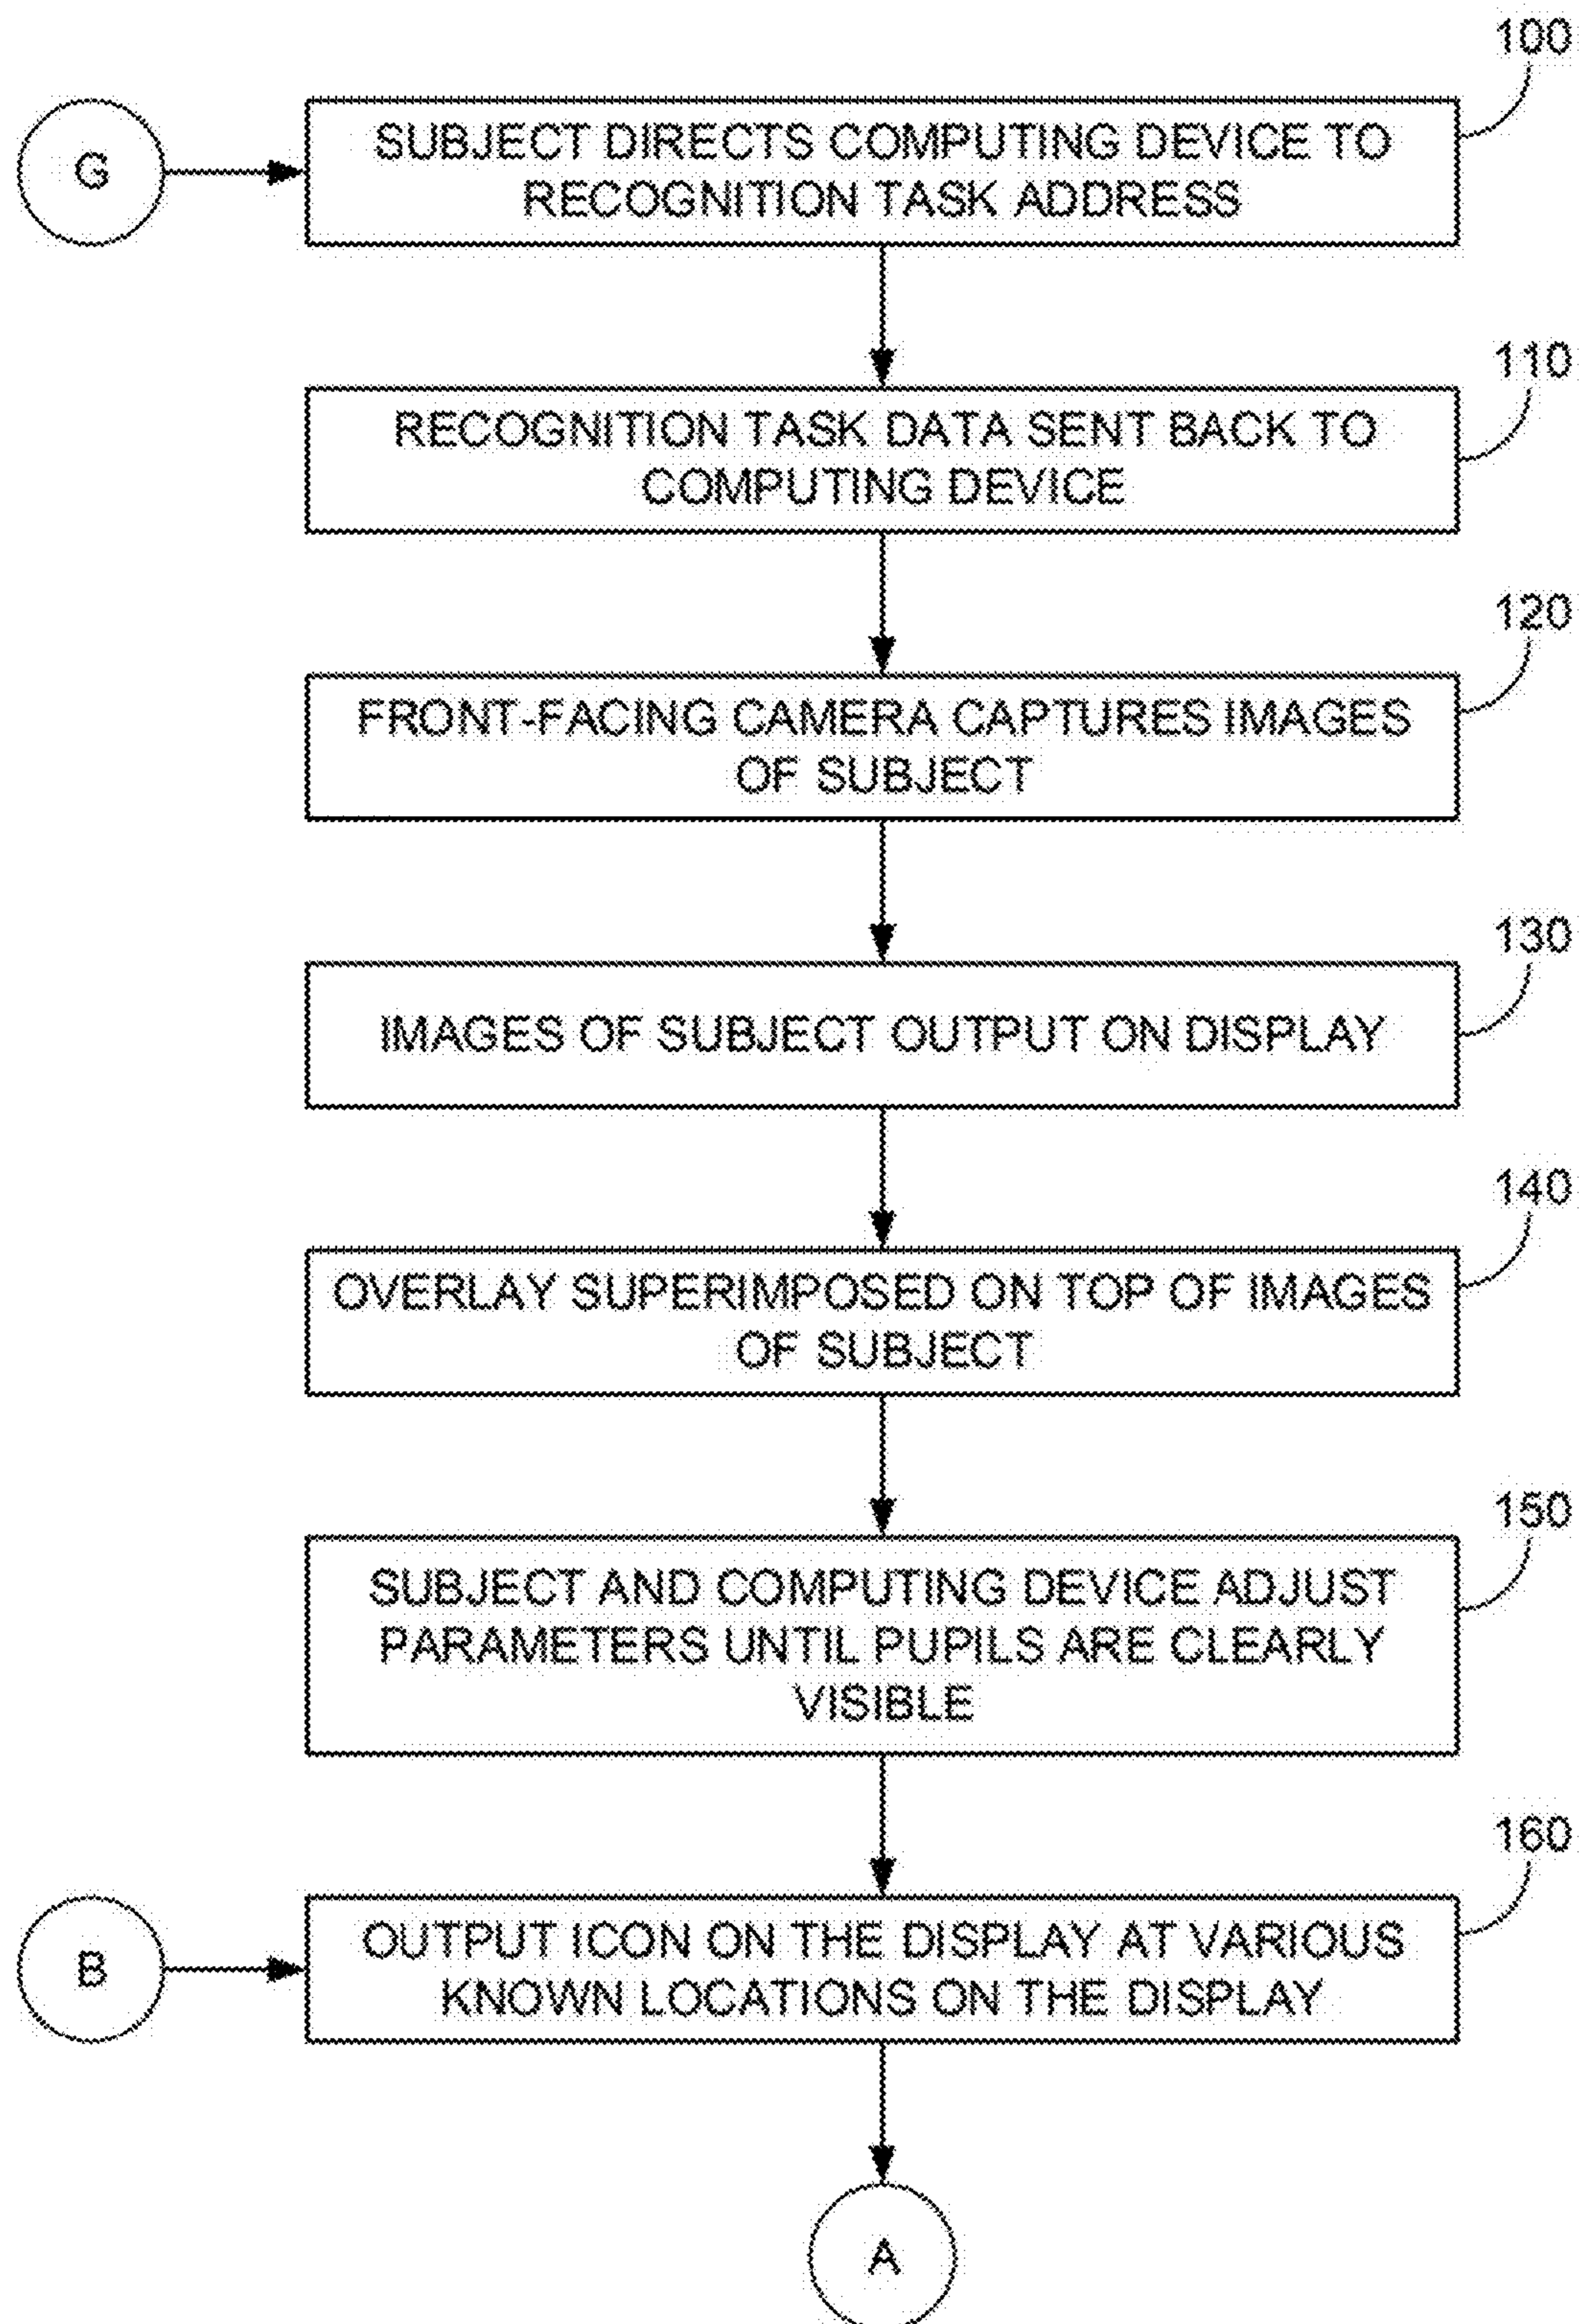 100
G
SUBJECT DIRECTS COMPUTING DEVICE TO
RECOGNITION TASK ADDRESS
110
RECOGNITION TASK DATA SENT BACK TO
COMPUTING DEVICE
120
FRONT-FACING CAMERA CAPTURES IMAGES
OF SUBJECT
130
IMAGES OF SUBJECT OUTPUT ON DISPLAY
140
OVERLAY SUPERIMPOSED ON TOP OF IMAGES
OF SUBJECT
150
SUBJECT AND COMPUTING DEVICE ADJUST
PARAMETERS UNTIL PUPILS ARE CLEARLY
VISIBLE
160
B
OUTPUT ICON ON THE DISPLAY AT VARIOUS
KNOWN LOCATIONS ON THE DISPLAY
A